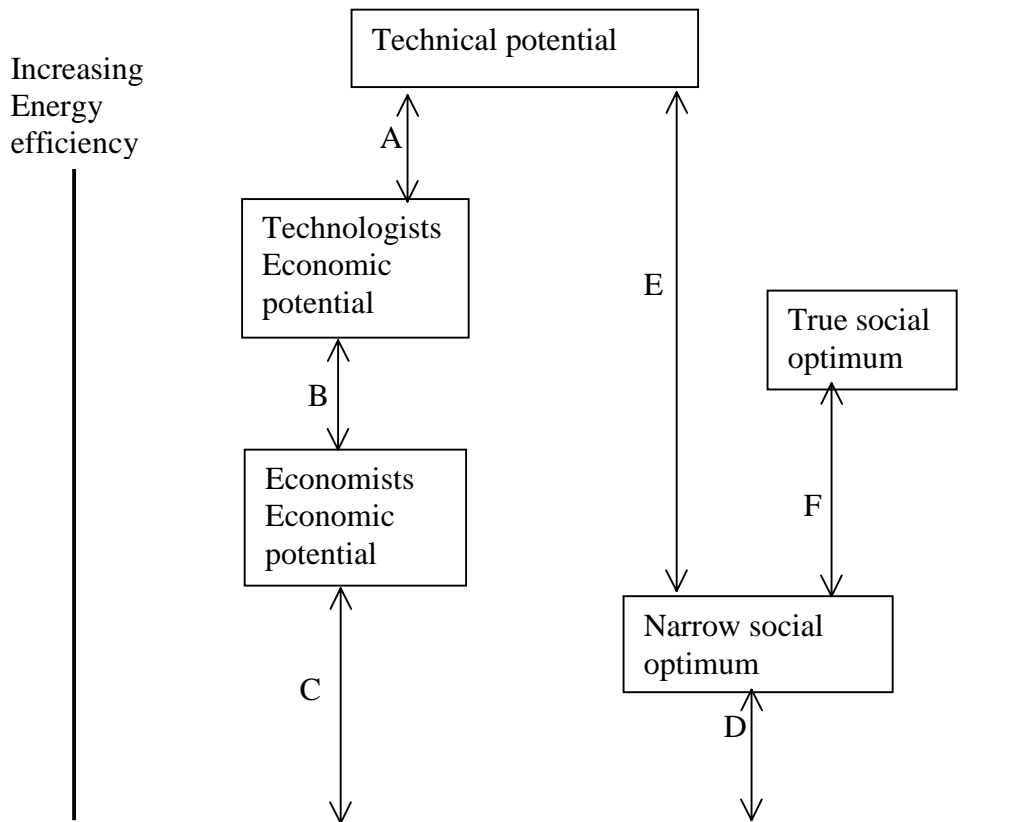 Technical potential
Increasing
Energy
efficiency
A
Technologists
Economic
potential
E
True social
optimum
B
Economists
Economic
potential
F
Narrow social
optimum
C
D